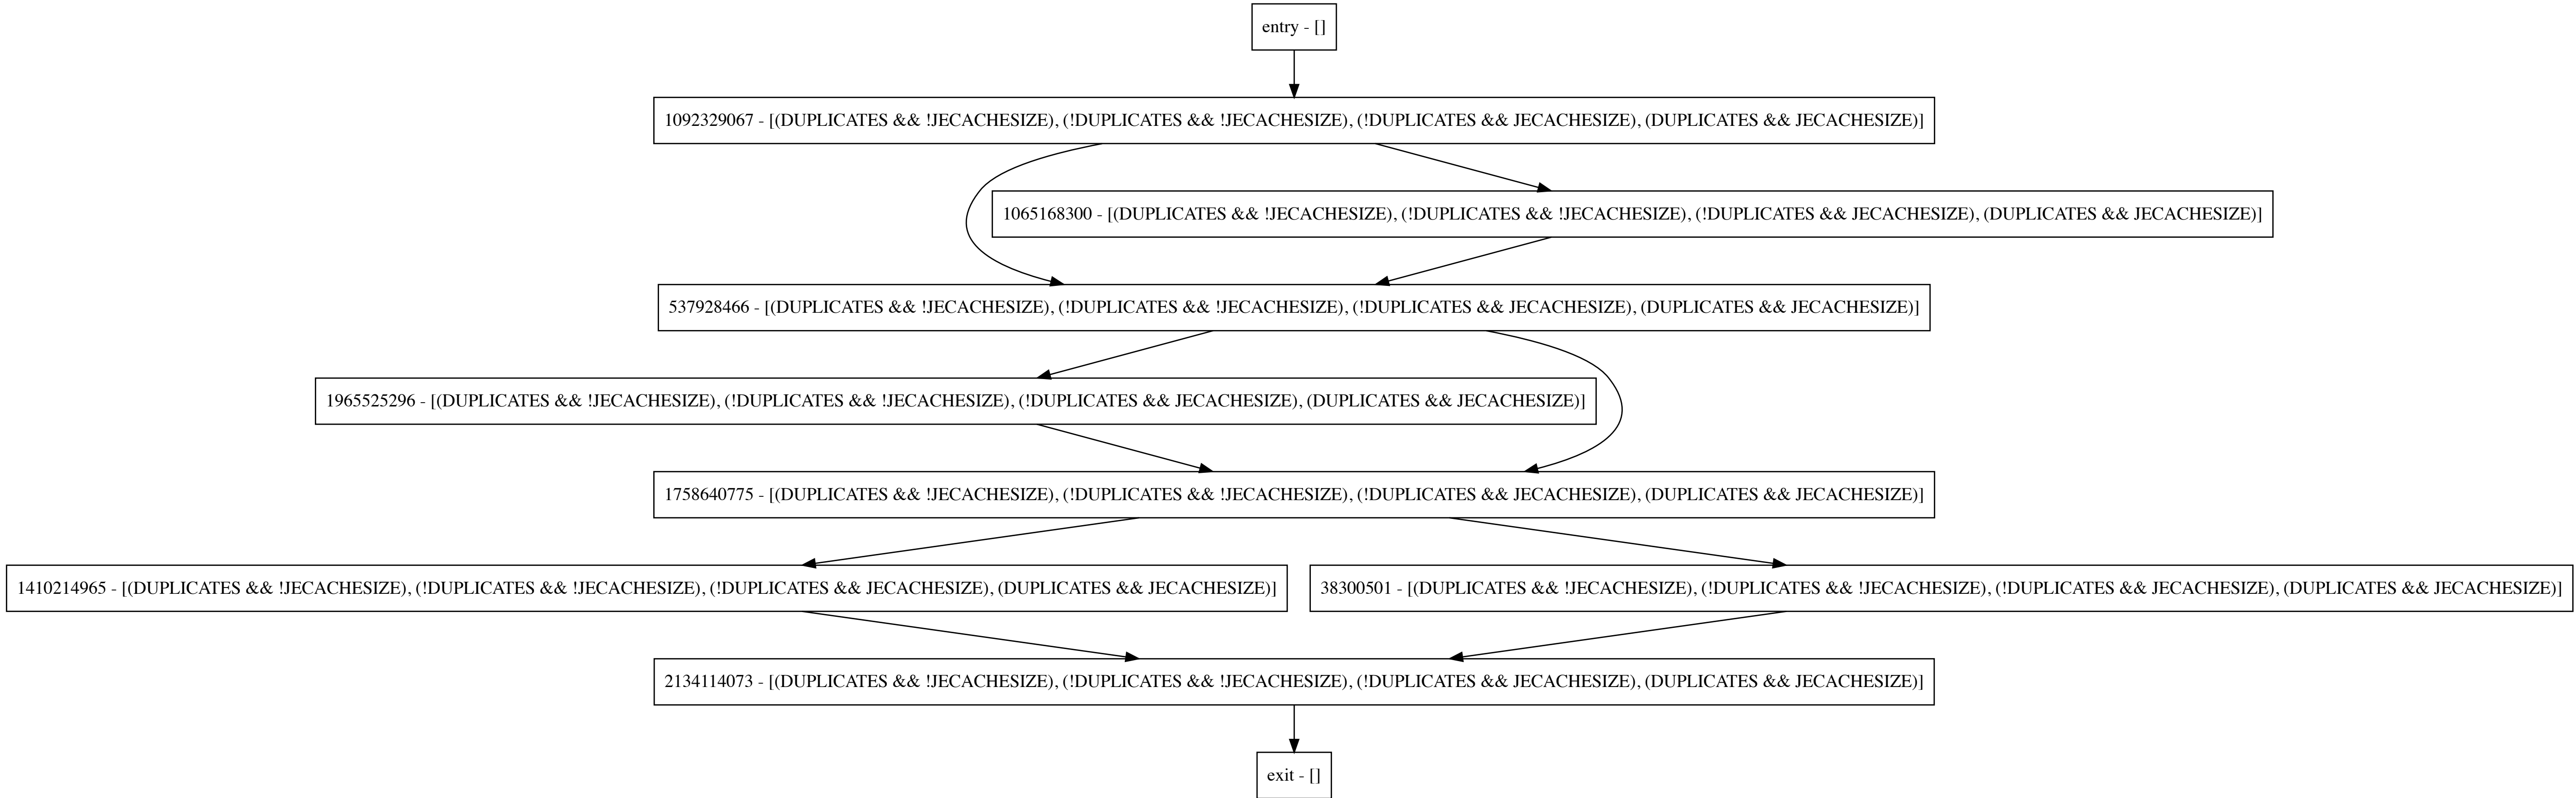 entry - []
1092329067 - [(DUPLICATES && !JECACHESIZE), (!DUPLICATES && !JECACHESIZE), (!DUPLICATES && JECACHESIZE), (DUPLICATES && JECACHESIZE)]
1065168300 - [(DUPLICATES && !JECACHESIZE), (!DUPLICATES && !JECACHESIZE), (!DUPLICATES && JECACHESIZE), (DUPLICATES && JECACHESIZE)]
537928466 - [(DUPLICATES && !JECACHESIZE), (!DUPLICATES && !JECACHESIZE), (!DUPLICATES && JECACHESIZE), (DUPLICATES && JECACHESIZE)]
1965525296 - [(DUPLICATES && !JECACHESIZE), (!DUPLICATES && !JECACHESIZE), (!DUPLICATES && JECACHESIZE), (DUPLICATES && JECACHESIZE)]
1758640775 - [(DUPLICATES && !JECACHESIZE), (!DUPLICATES && !JECACHESIZE), (!DUPLICATES && JECACHESIZE), (DUPLICATES && JECACHESIZE)]
1410214965 - [(DUPLICATES && !JECACHESIZE), (!DUPLICATES && !JECACHESIZE), (!DUPLICATES && JECACHESIZE), (DUPLICATES && JECACHESIZE)]
38300501 - [(DUPLICATES && !JECACHESIZE), (!DUPLICATES && !JECACHESIZE), (!DUPLICATES && JECACHESIZE), (DUPLICATES && JECACHESIZE)]
2134114073 - [(DUPLICATES && !JECACHESIZE), (!DUPLICATES && !JECACHESIZE), (!DUPLICATES && JECACHESIZE), (DUPLICATES && JECACHESIZE)]
exit - []